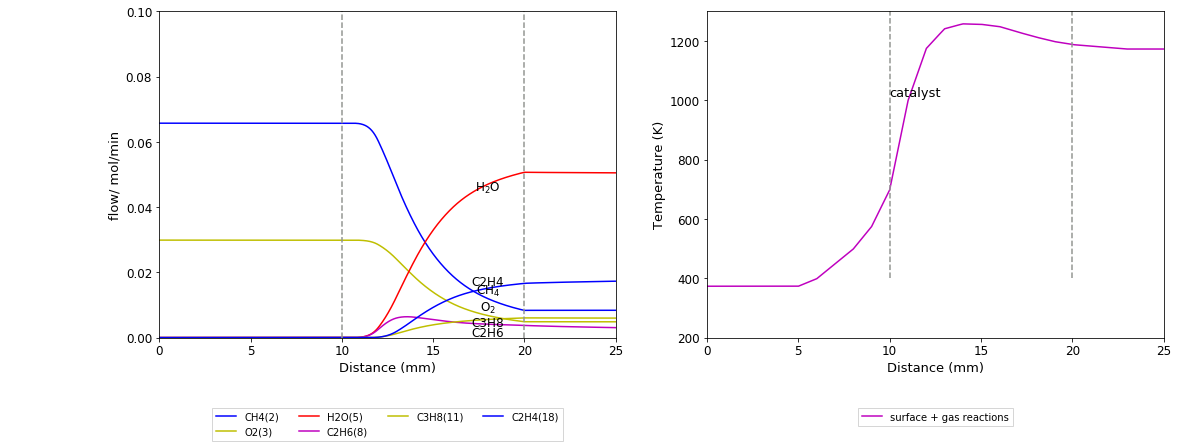 0.10
0.08
0.06
0.04
0.02
0.00
flow/ mol/min
H₂O
C2H4
CH₄
O₂
C3H8
C2H6
0 5 10 15 20 25
Distance (mm)
CH4(2) H2O(5) C3H8(11) C2H4(18)
O2(3) C2H6(8)
1200
1000
800
600
400
200
Temperature (K)
catalyst
0 5 10 15 20 25
Distance (mm)
surface + gas reactions